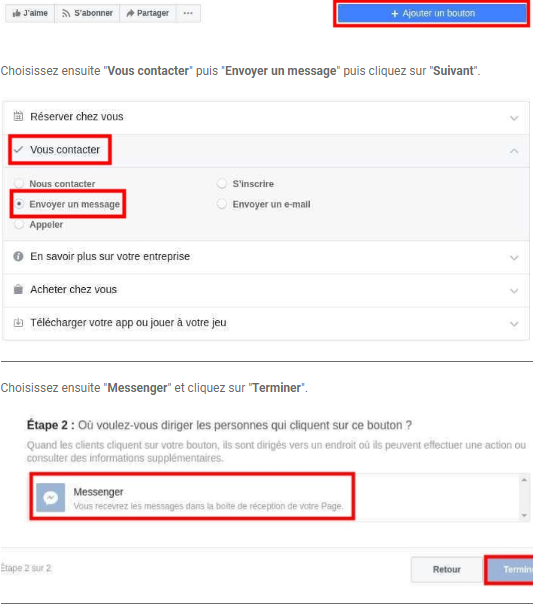 J'aime S'abonner Partager ... + Ajouter un bouton
Choisissez ensuite "Vous contacter" puis "Envoyer un message" puis cliquez sur "Suivant".
Réserver chez vous
Vous contacter
Nous contacter S'inscrire
Envoyer un message Envoyer un e-mail
Appeler
En savoir plus sur votre entreprise
Acheter chez vous
Télécharger votre app ou jouer à votre jeu
Choisissez ensuite "Messenger" et cliquez sur "Terminer".
Étape 2 : Où voulez-vous diriger les personnes qui cliquent sur ce bouton ?
Quand les clients cliquent sur votre bouton, ils sont dirigés vers un endroit où ils peuvent effectuer une action ou
consulter des informations supplémentaires.
Messenger
Vous recevrez les messages dans la boîte de réception de votre Page.
Étape 2 sur 2 Retour Termine